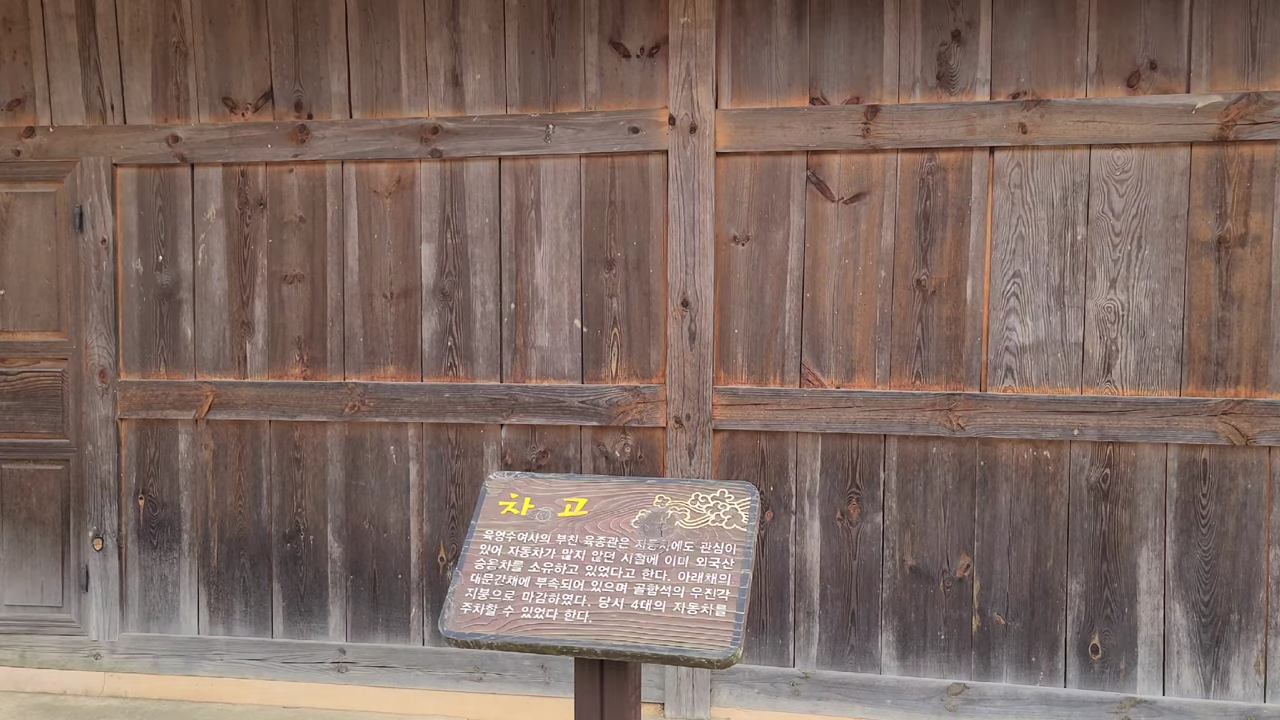 차고
육영수여사의 부친 육종관은 자동차에도 관심이
있어 자동차가 많지 않던 시절에 이미 외국산
승용차를 소유하고 있었다고 한다. 아래채의
대문간채에 부속되어 있으며 골함석의 우진각
지붕으로 마감하였다. 당시 4대의 자동차를
주차할 수 있었다 한다.